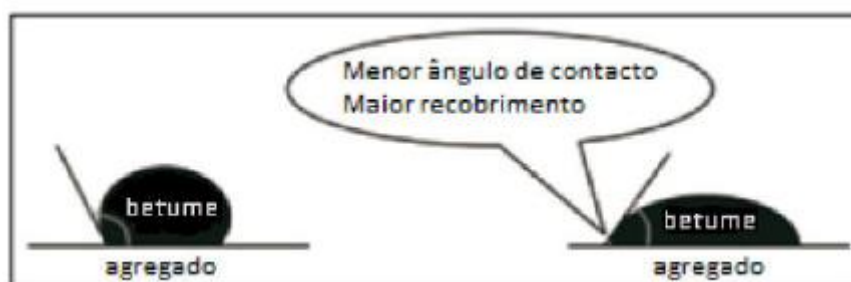 Menor ângulo de contacto
Maior recobrimento
betume
betume
agregado
agregado